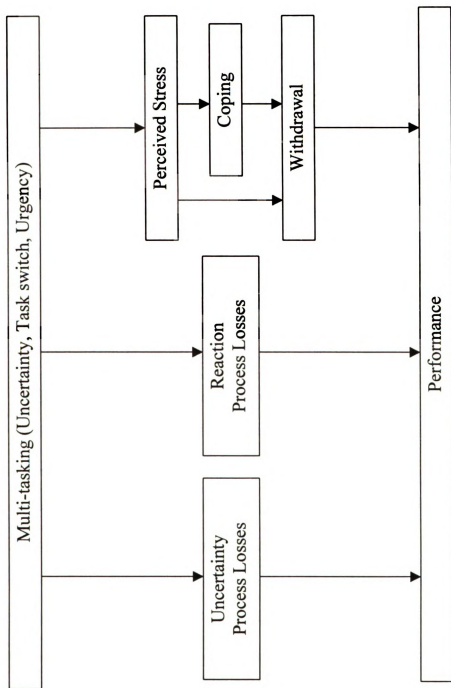 Multi-tasking (Uncertainty, Task switch, Urgency)
Perceived Stress
Coping
Withdrawal
Reaction
Process Losses
Uncertainty
Process Losses
Performance